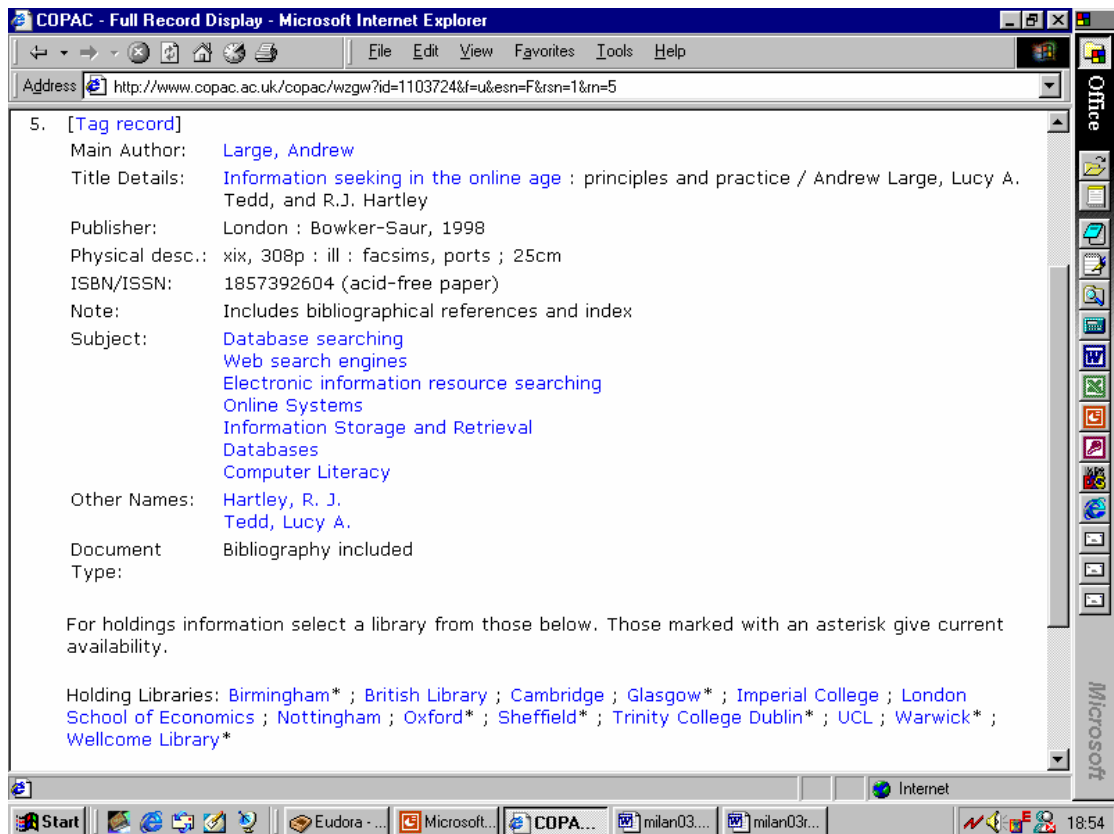 COPAC - Full Record Display - Microsoft Internet Explorer
File Edit View Favorites Tools Help
Address http://www.copac.ac.uk/copac/wzgw?id=1103724&f=u&esn=F&rsn=1&rn=5
Office
5. [Tag record]
Main Author: Large, Andrew
Title Details: Information seeking in the online age : principles and practice / Andrew Large, Lucy A.
Tedd, and R.J. Hartley
Publisher: London : Bowker-Saur, 1998
Physical desc.: xix, 308p : ill : facsims, ports ; 25cm
ISBN/ISSN: 1857392604 (acid-free paper)
Note: Includes bibliographical references and index
Subject: Database searching
Web search engines
Electronic information resource searching
Online Systems
Information Storage and Retrieval
Databases
Computer Literacy
Other Names: Hartley, R. J.
Tedd, Lucy A.
Document Bibliography included
Type:
For holdings information select a library from those below. Those marked with an asterisk give current
availability.
Holding Libraries: Birmingham* ; British Library ; Cambridge ; Glasgow* ; Imperial College ; London
School of Economics ; Nottingham ; Oxford* ; Sheffield* ; Trinity College Dublin* ; UCL ; Warwick* ;
Wellcome Library*
Microsoft
Internet
Start Eudora - ... Microsoft... COPA... milan03.... milan03r... 18:54